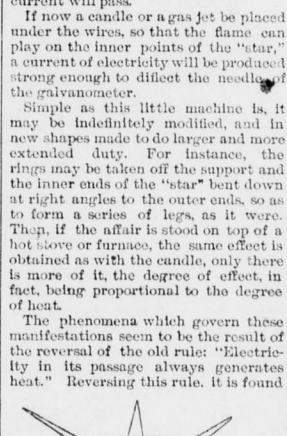 current will pass.
If now a candle or a gas jet be placed
under the wires, so that the flame can
play on the inner points of the "star,"
a current of electricity will be produced
strong enough to diflect the needle of
the galvanometer.
Simple as this little machine is, it
may be indefinitely modified, and in
new shapes made to do larger and more
extended duty. For instance, the
rings may be taken off the support and
the inner ends of the "star" bent down
at right angles to the outer ends, so as
to form a series of legs, as it were.
Then, if the affair is stood on top of a
hot stove or furnace, the same effect is
obtained as with the candle, only there
is more of it, the degree of effect, in
fact, being proportional to the degree
of heat.
The phenomena which govern these
manifestations seem to be the result of
the reversal of the old rule: "Electric-
ity in its passage always generates
heat." Reversing this rule, it is found